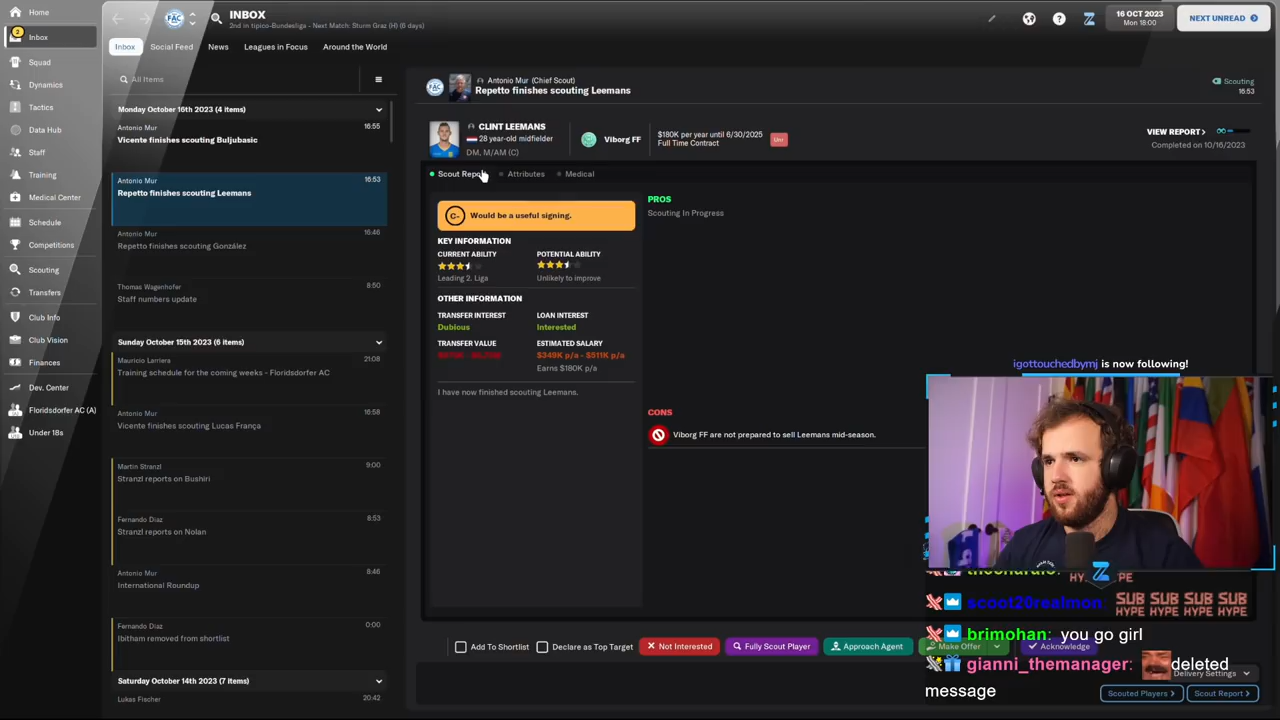 INBOX
2nd in tipico-Bundesliga - Next Match: Sturm Graz (H) (6 days)
16 OCT 2023
Mon 18:00
NEXT UNREAD
Home
2
Inbox
Squad
Dynamics
Tactics
Data Hub
Staff
Training
Medical Center
Schedule
Competitions
Scouting
Transfers
Club Info
Club Vision
Finances
Dev. Center
Floridsdorfer AC (A)
Under 18s
Inbox
Social Feed
News
Leagues in Focus
Around the World
All Items
Monday October 16th 2023 (4 items)
Antonio Mur
16:55
Vicente finishes scouting Buljubasic
Antonio Mur
16:53
Repetto finishes scouting Leemans
Antonio Mur
16:46
Repetto finishes scouting González
Thomas Wagenhofer
8:50
Staff numbers update
Sunday October 15th 2023 (6 items)
Mauricio Larriera
21:08
Training schedule for the coming weeks - Floridsdorfer AC
Antonio Mur
16:58
Vicente finishes scouting Lucas França
Martin Stranzl
9:00
Stranzl reports on Bushiri
Fernando Diaz
8:53
Stranzl reports on Nolan
Antonio Mur
8:46
International Roundup
Fernando Diaz
0:00
Ibitham removed from shortlist
Saturday October 14th 2023 (7 items)
Lukas Fischer
20:42
FAC
Antonio Mur (Chief Scout)
Repetto finishes scouting Leemans
Scouting
16:53
CLINT LEEMANS
28 year-old midfielder
DM, M/AM (C)
Viborg FF
$180K per year until 6/30/2025
Full Time Contract
Unr
VIEW REPORT
Completed on 10/16/2023
Scout Report
Attributes
Medical
C-
Would be a useful signing.
KEY INFORMATION
CURRENT ABILITY
POTENTIAL ABILITY
Leading 2. Liga
Unlikely to improve
OTHER INFORMATION
TRANSFER INTEREST
LOAN INTEREST
Dubious
Interested
TRANSFER VALUE
ESTIMATED SALARY
$349K p/a - $511K p/a
Earns $180K p/a
I have now finished scouting Leemans.
PROS
Scouting In Progress
CONS
Viborg FF are not prepared to sell Leemans mid-season.
Add To Shortlist
Declare as Top Target
Not Interested
Fully Scout Player
Approach Agent
Make Offer
Acknowledge
Delivery Settings
Scouted Players
Scout Report
igottouchedbymj is now following!
HYPE
scoot20realmon: SUB HYPE SUB HYPE SUB HYPE SUB HYPE
brimohan: you go girl
gianni_themanager: deleted
message